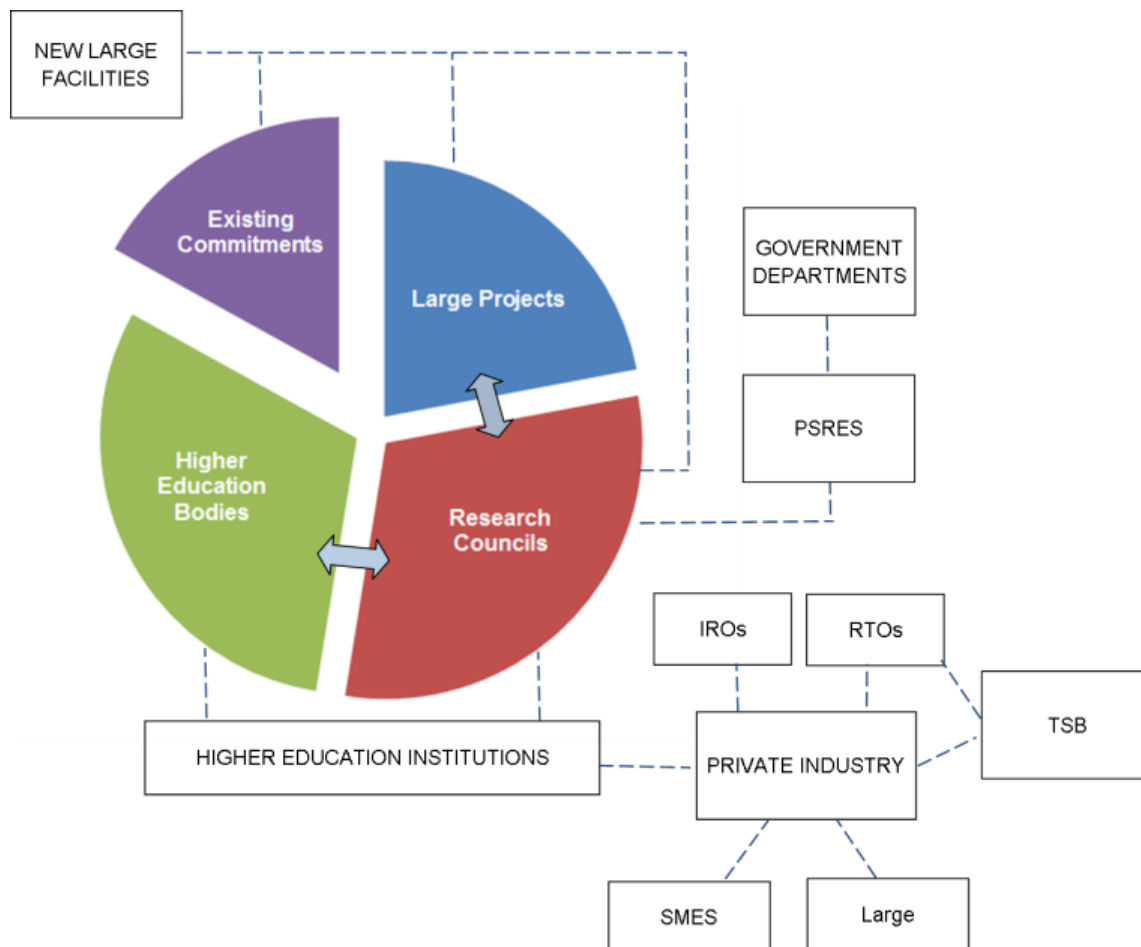 NEW LARGE
FACILITIES
Existing
Commitments
Large Projects
GOVERNMENT
DEPARTMENTS
PSRES
Higher
Education
Bodies
Research
Councils
IROs
RTOs
TSB
HIGHER EDUCATION INSTITUTIONS
PRIVATE INDUSTRY
SMES
Large